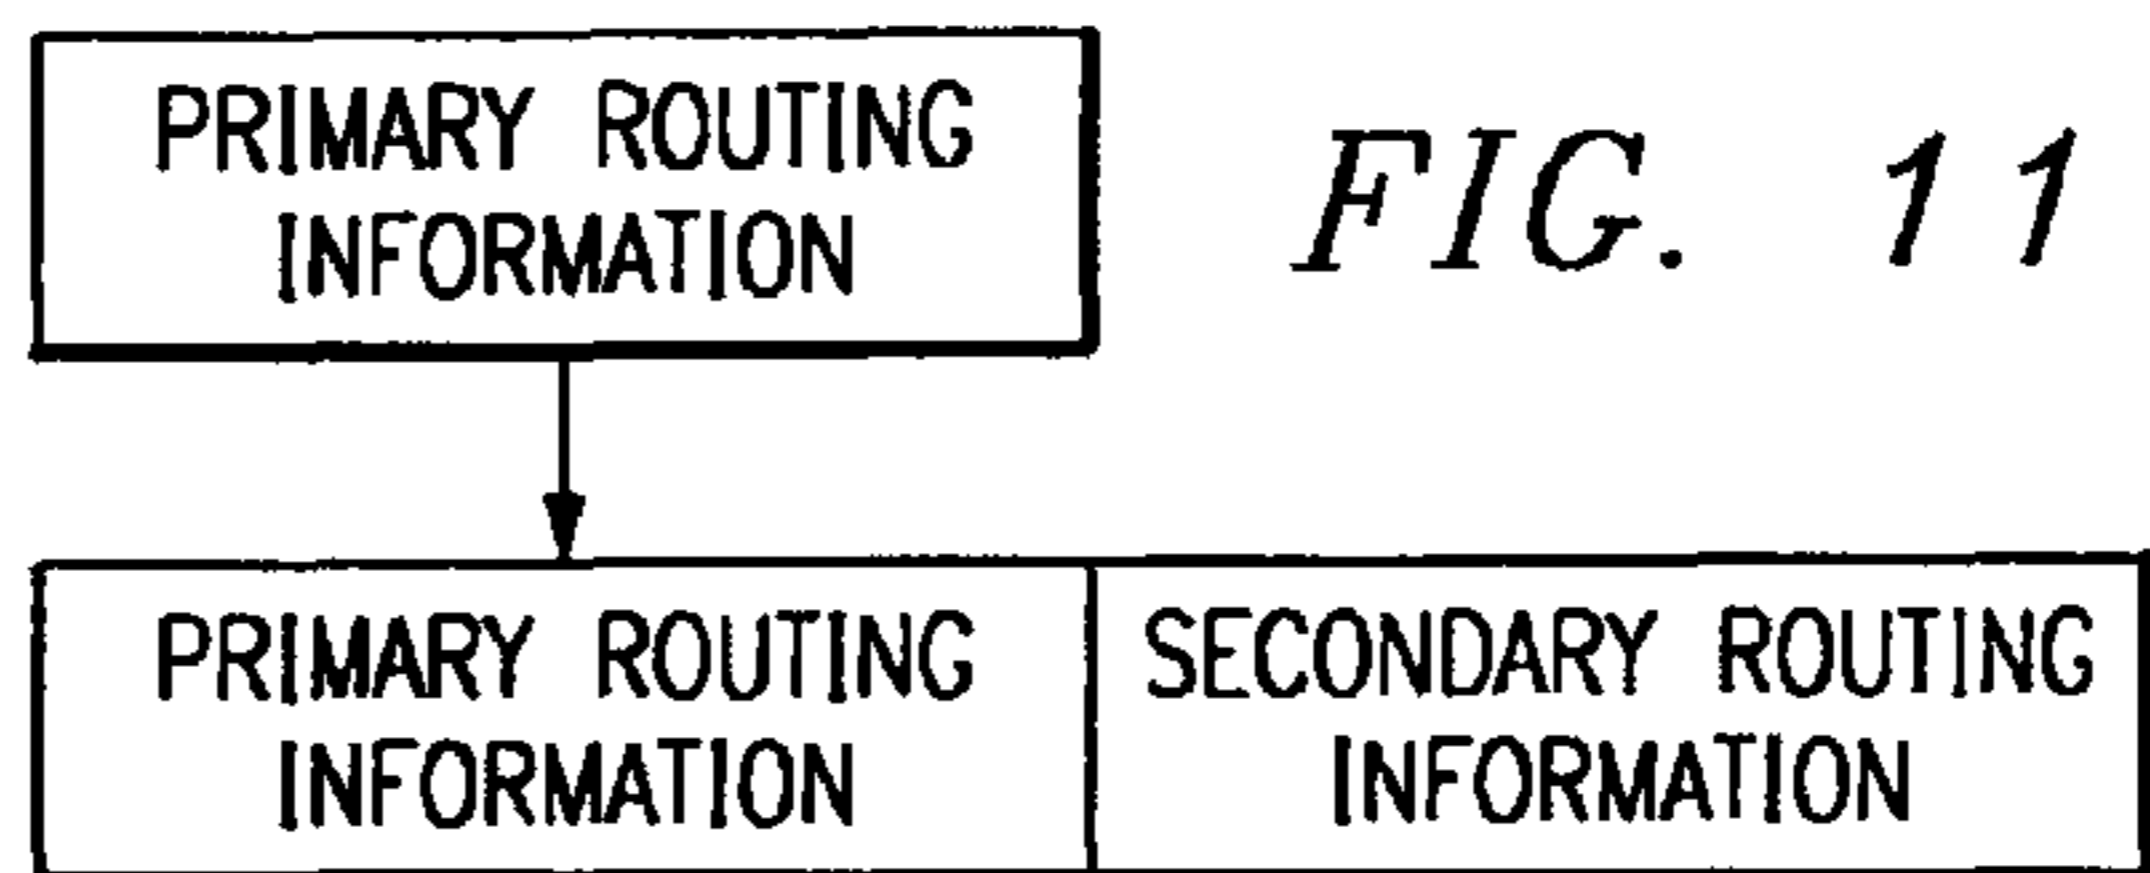 PRIMARY ROUTING
INFORMATION
FIG. 11
PRIMARY ROUTING
INFORMATION
SECONDARY ROUTING
INFORMATION